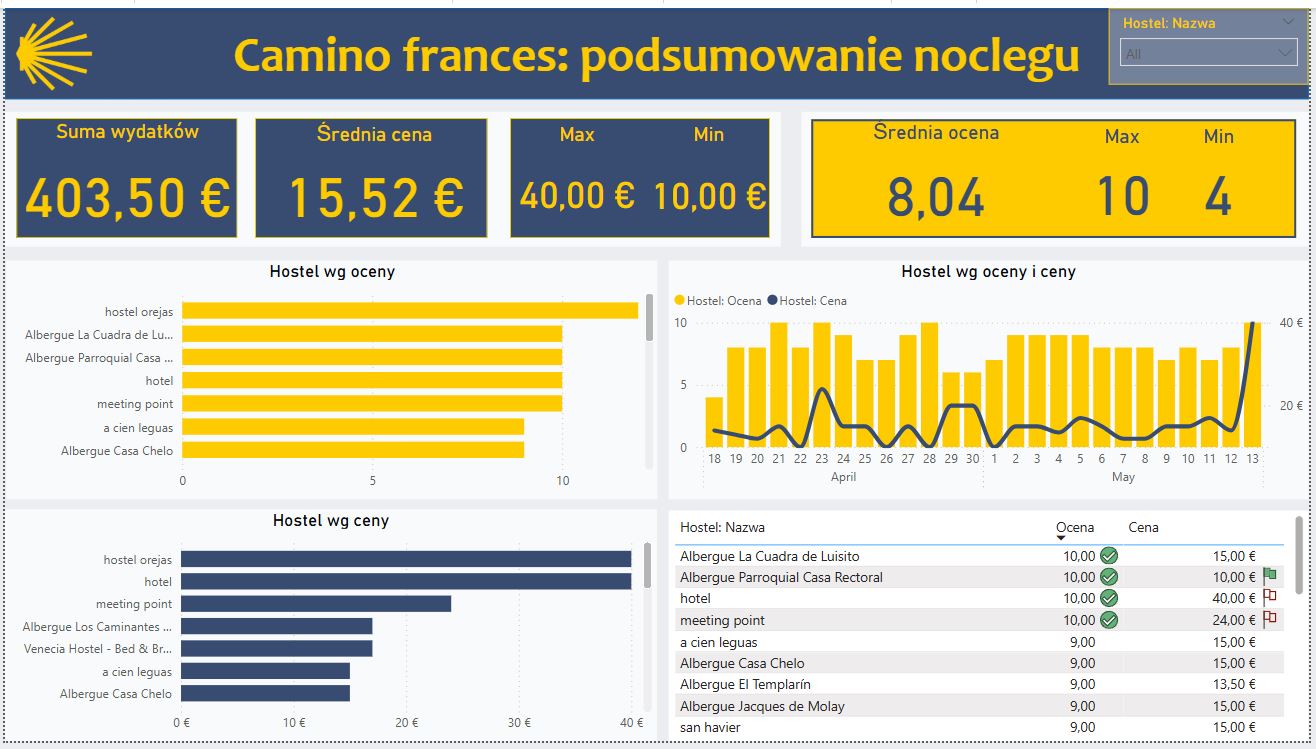 Camino frances: podsumowanie noclegu
Hostel: Nazwa
All
Suma wydatków
403,50 €
Średnia cena
15,52 €
Max Min
40,00 € 10,00 €
Średnia ocena Max Min
8,04 10 4
Hostel wg oceny
hostel orejas
Albergue La Cuadra de Lu...
Albergue Parroquial Casa ...
hotel
meeting point
a cien leguas
Albergue Casa Chelo
0 5 10
Hostel wg oceny i ceny
Hostel: Ocena Hostel: Cena
10 40 €
5 20 €
0
18 19 20 21 22 23 24 25 26 27 28 29 30 1 2 3 4 5 6 7 8 9 10 11 12 13
April May
Hostel wg ceny
hostel orejas
hotel
meeting point
Albergue Los Caminantes ...
Venecia Hostel - Bed & Br...
a cien leguas
Albergue Casa Chelo
0 € 10 € 20 € 30 € 40 €
Hostel: Nazwa Ocena Cena
Albergue La Cuadra de Luisito 10,00 15,00 €
Albergue Parroquial Casa Rectoral 10,00 10,00 €
hotel 10,00 40,00 €
meeting point 10,00 24,00 €
a cien leguas 9,00 15,00 €
Albergue Casa Chelo 9,00 15,00 €
Albergue El Templarín 9,00 13,50 €
Albergue Jacques de Molay 9,00 15,00 €
san havier 9,00 15,00 €